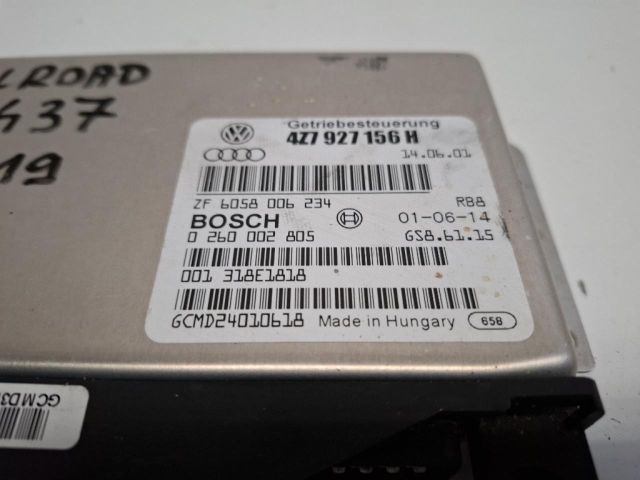 LROAD
437
19
Getriebesteuerung
4Z7 927 156 H
14.06.01
ZF 6058 006 234 RB8
BOSCH 01-06-14
0 260 002 805 GS8.61.15
001 318E1818
GCMD24010618 Made in Hungary 658
GCMD3